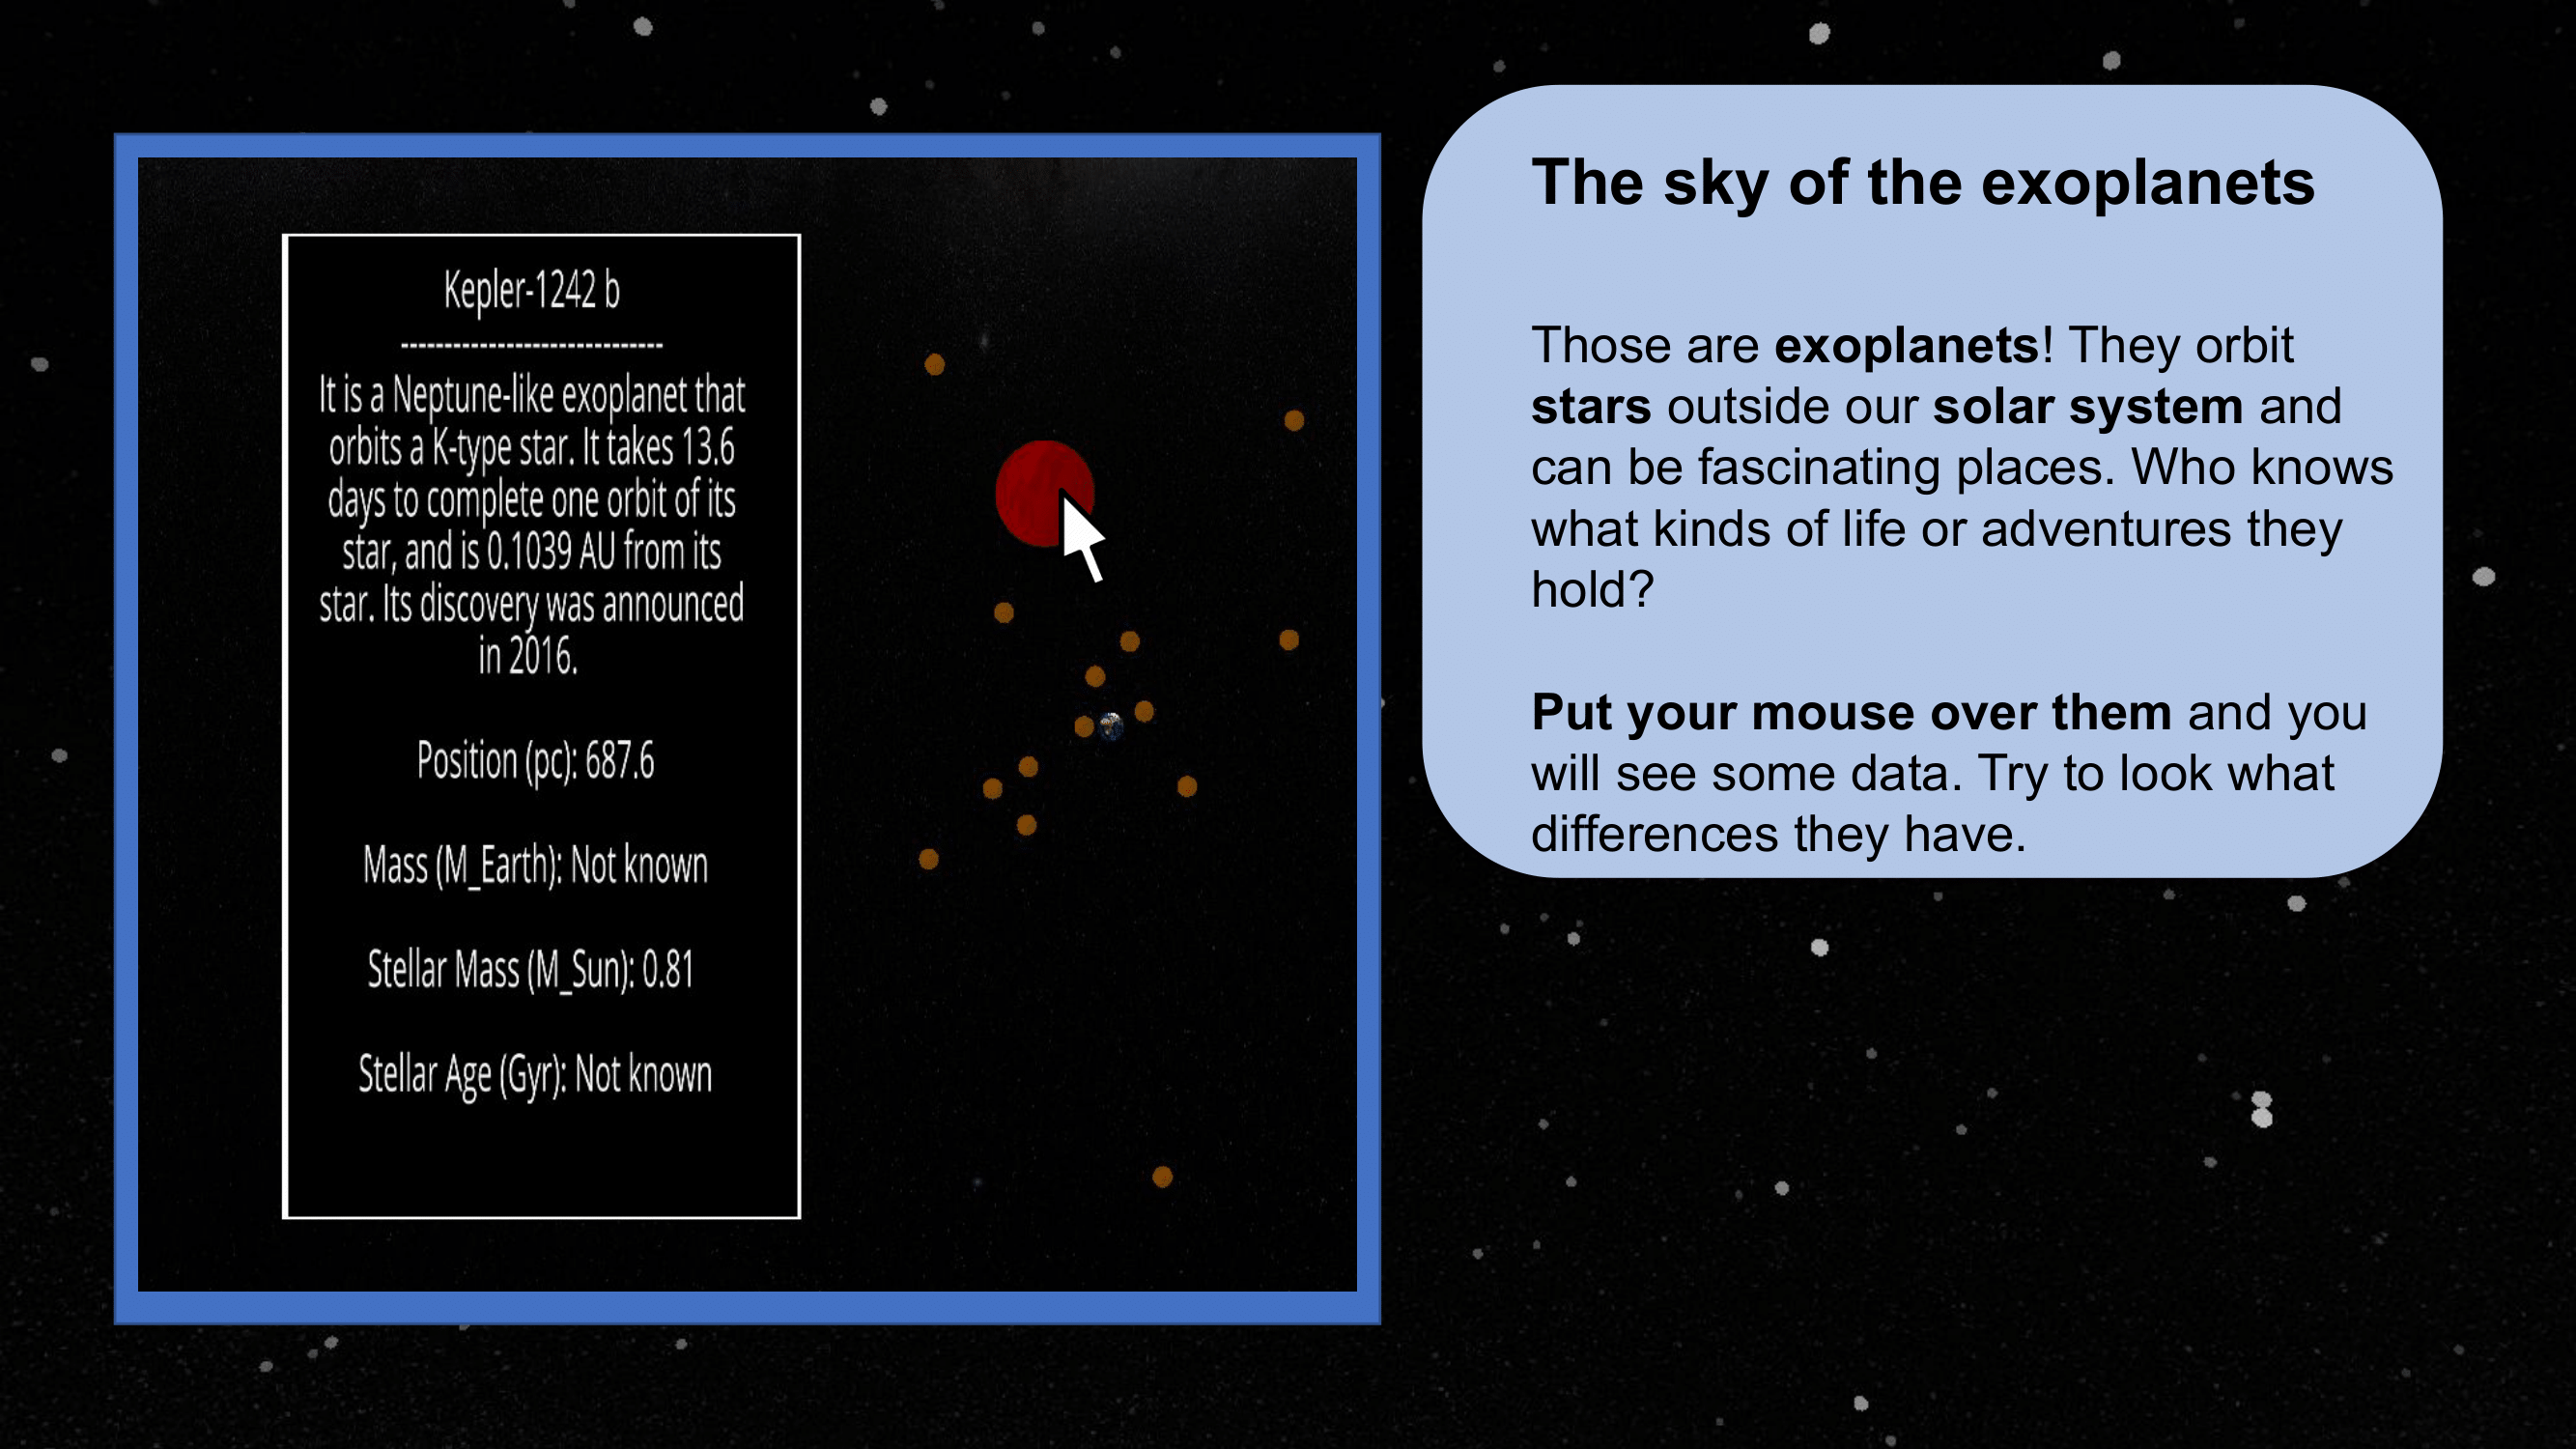 Kepler-1242 b
------------------------------
It is a Neptune-like exoplanet that
orbits a K-type star. It takes 13.6
days to complete one orbit of its
star, and is 0.1039 AU from its
star. Its discovery was announced
in 2016.
Position (pc): 687.6
Mass (M_Earth): Not known
Stellar Mass (M_Sun): 0.81
Stellar Age (Gyr): Not known
The sky of the exoplanets
Those are exoplanets! They orbit
stars outside our solar system and
can be fascinating places. Who knows
what kinds of life or adventures they
hold?
Put your mouse over them and you
will see some data. Try to look what
differences they have.